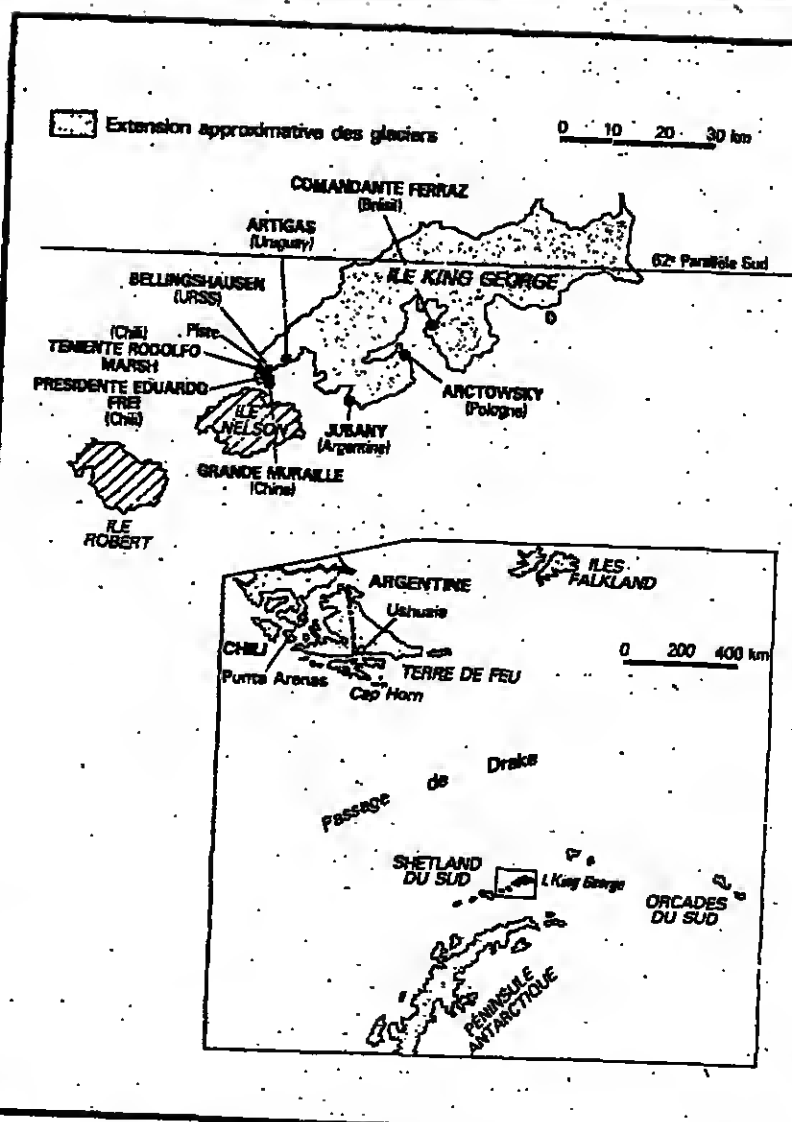 Extension approximative des glaciers
0 10 20 30 km
COMANDANTE FERRAZ
(Brésil)
ARTIGAS
(Uruguay)
62e Parallèle Sud
ILE KING GEORGE
BELLINGSHAUSEN
(URSS)
(Chili) Piste
TENIENTE RODOLFO
MARSH
PRESIDENTE EDUARDO
FREI
(Chili)
ARCTOWSKY
(Pologne)
ILE
NELSON
JUBANY
(Argentine)
GRANDE MURAILLE
(Chine)
ILE
ROBERT
ARGENTINE
ILES
FALKLAND
Ushuaia
CHILI
0 200 400 km
TERRE DE FEU
Punta Arenas
Cap Horn
Passage de Drake
SHETLAND
DU SUD
I. King George
ORCADES
DU SUD
PÉNINSULE
ANTARCTIQUE